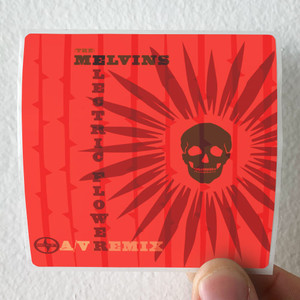 THE
MELVINS
ELECTRIC FLOWER
A/V REMIX